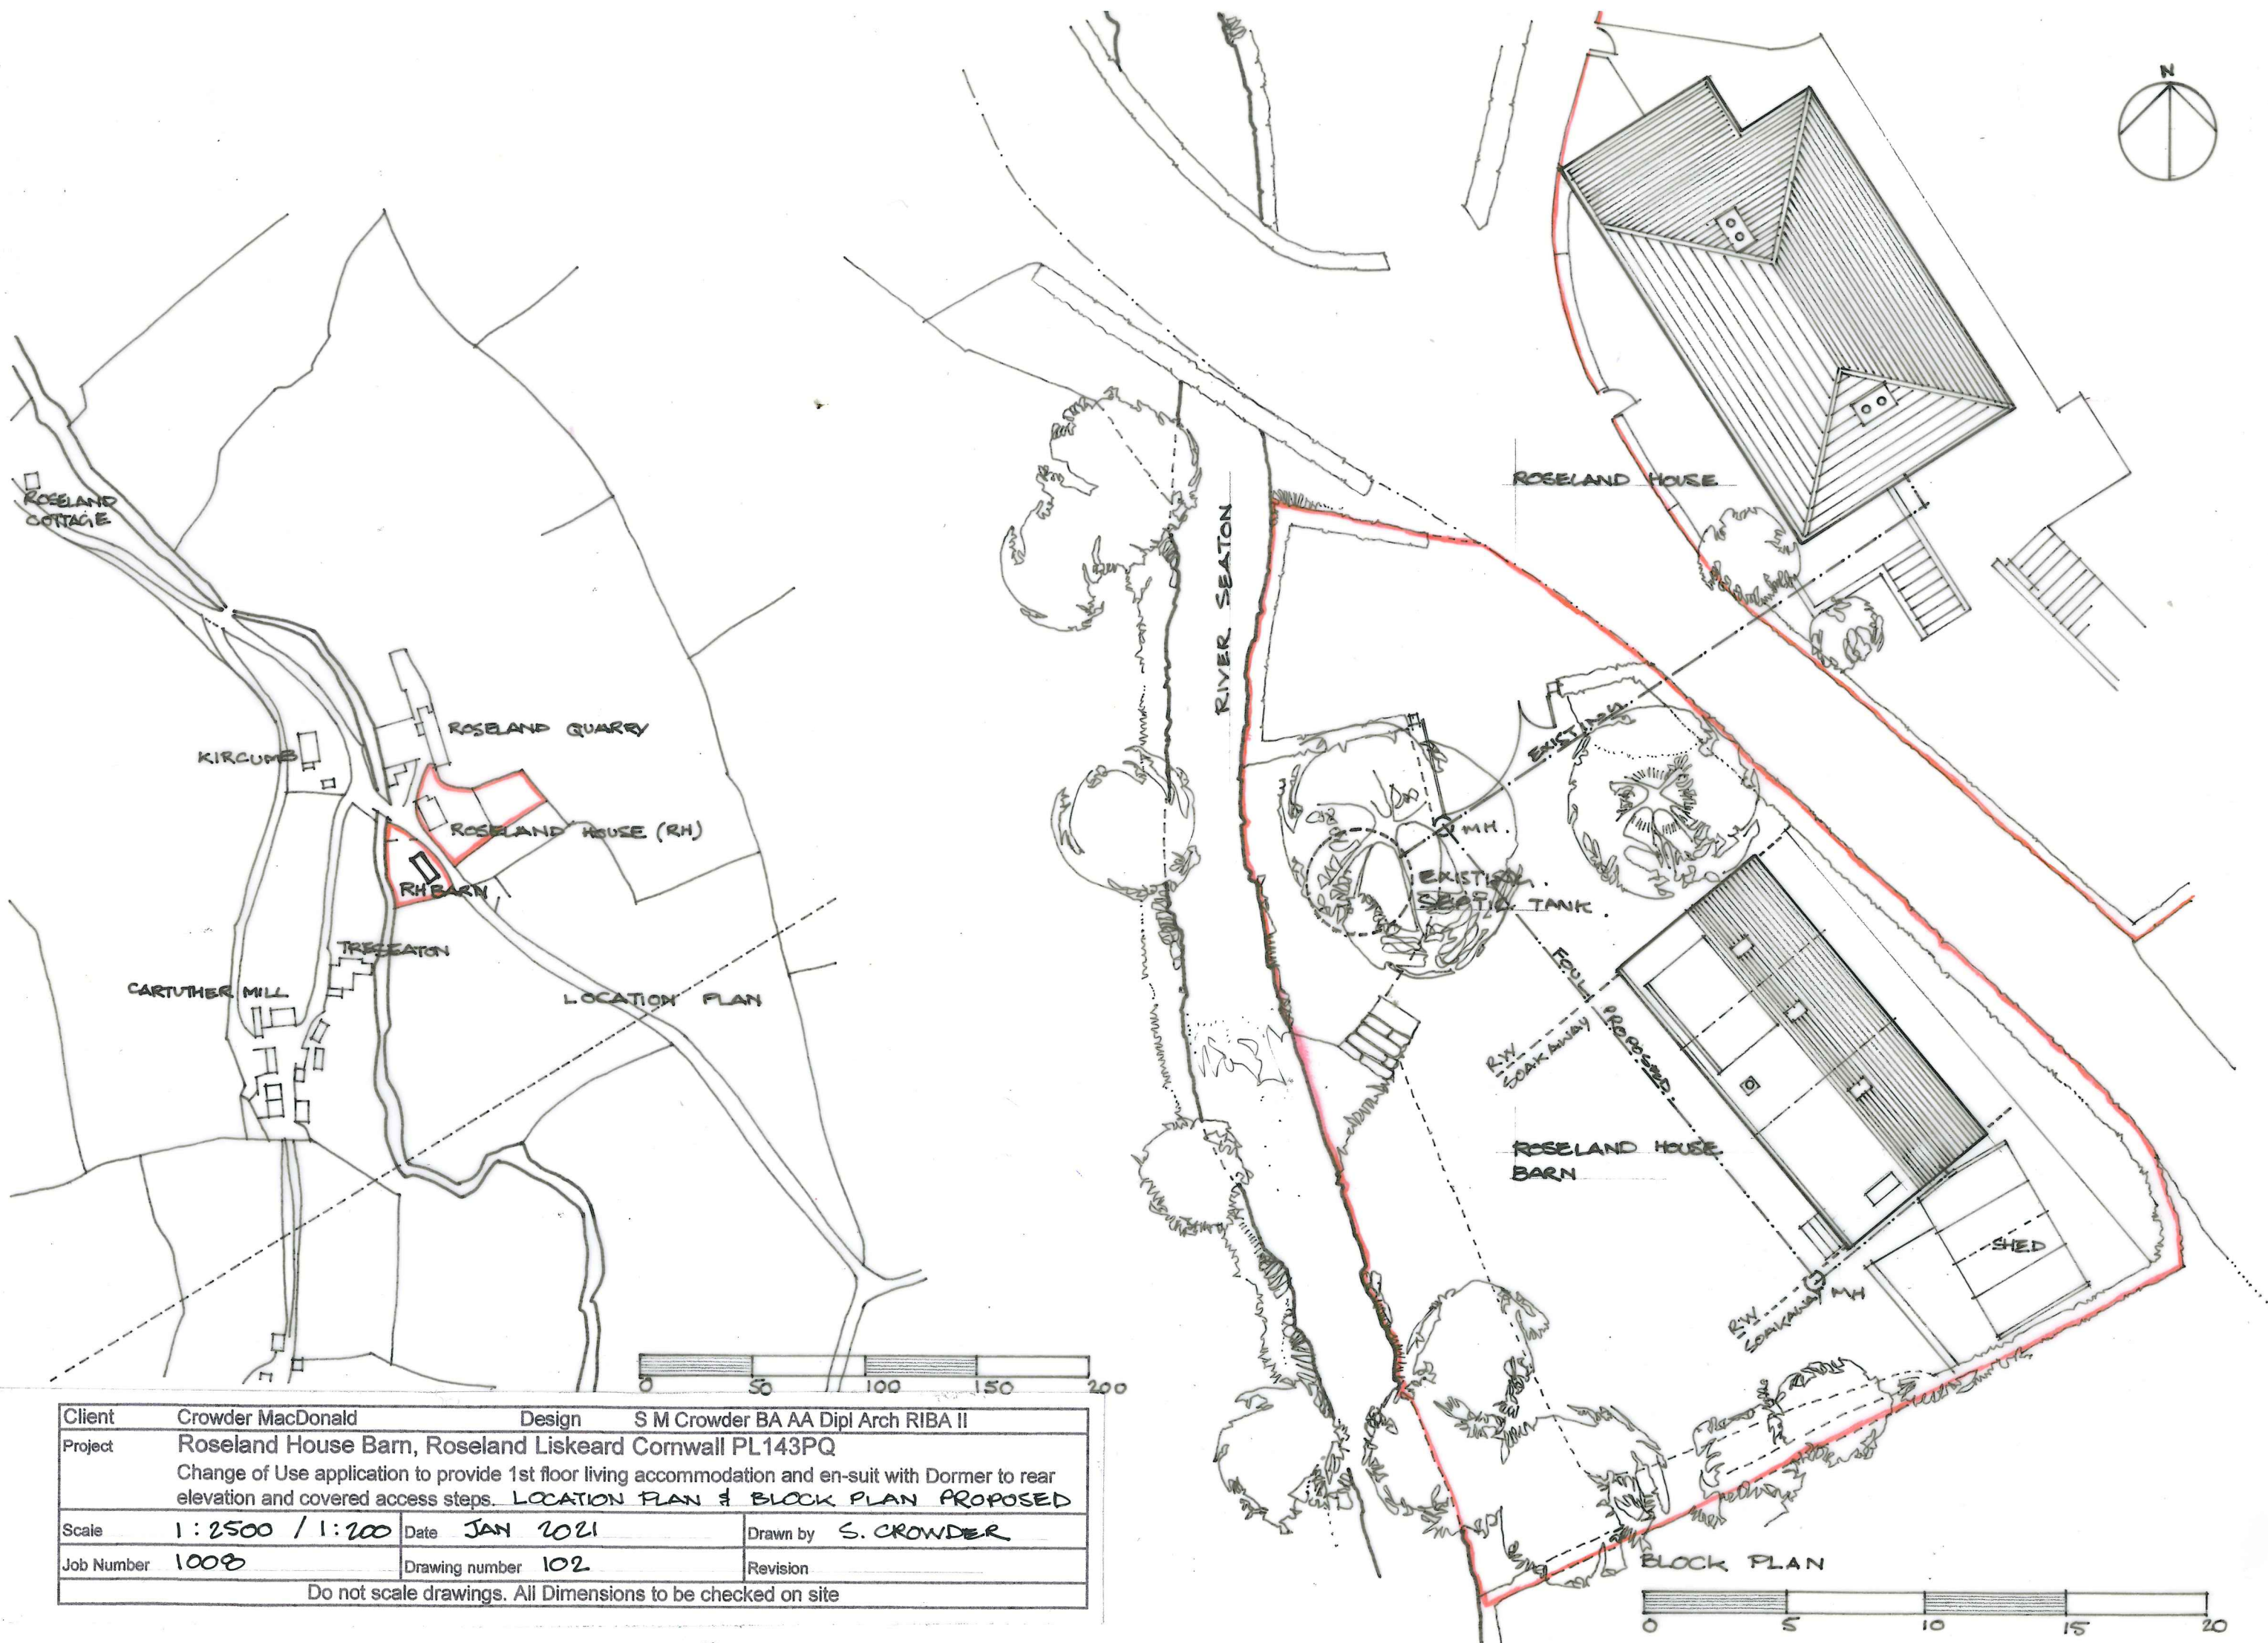 N
ROSELAND
COTTAGE
ROSELAND QUARRY
KIRCUMB
ROSELAND HOUSE (RH)
RH BARN
TRESEATON
CARTUTHER MILL
LOCATION PLAN
0 50 100 150 200
RIVER SEATON
ROSELAND HOUSE
EXISTING
MH.
EXISTING
SEPTIC TANK.
FOUL PROPOSED.
RW
SOAKAWAY
ROSELAND HOUSE
BARN
SHED
MH
RW
SOAKAWAY
BLOCK PLAN
0 5 10 15 20
Client Crowder MacDonald Design S M Crowder BA AA Dipl Arch RIBA II
Project Roseland House Barn, Roseland Liskeard Cornwall PL143PQ
Change of Use application to provide 1st floor living accommodation and en-suit with Dormer to rear
elevation and covered access steps. LOCATION PLAN & BLOCK PLAN PROPOSED
Scale 1:2500 / 1:200 Date JAN 2021 Drawn by S. CROWDER
Job Number 1008 Drawing number 102 Revision
Do not scale drawings. All Dimensions to be checked on site